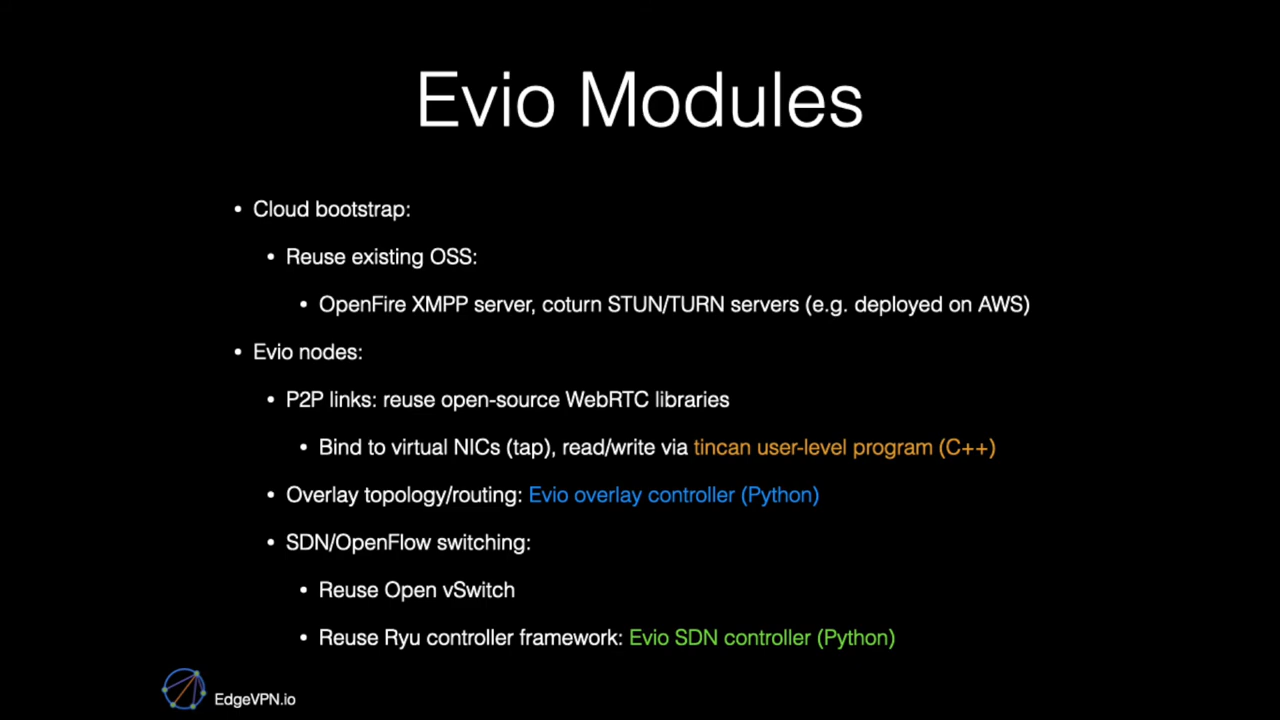 Evio Modules
• Cloud bootstrap:
• Reuse existing OSS:
• OpenFire XMPP server, coturn STUN/TURN servers (e.g. deployed on AWS)
• Evio nodes:
• P2P links: reuse open-source WebRTC libraries
• Bind to virtual NICs (tap), read/write via tincan user-level program (C++)
• Overlay topology/routing: Evio overlay controller (Python)
• SDN/OpenFlow switching:
• Reuse Open vSwitch
• Reuse Ryu controller framework: Evio SDN controller (Python)
EdgeVPN.io